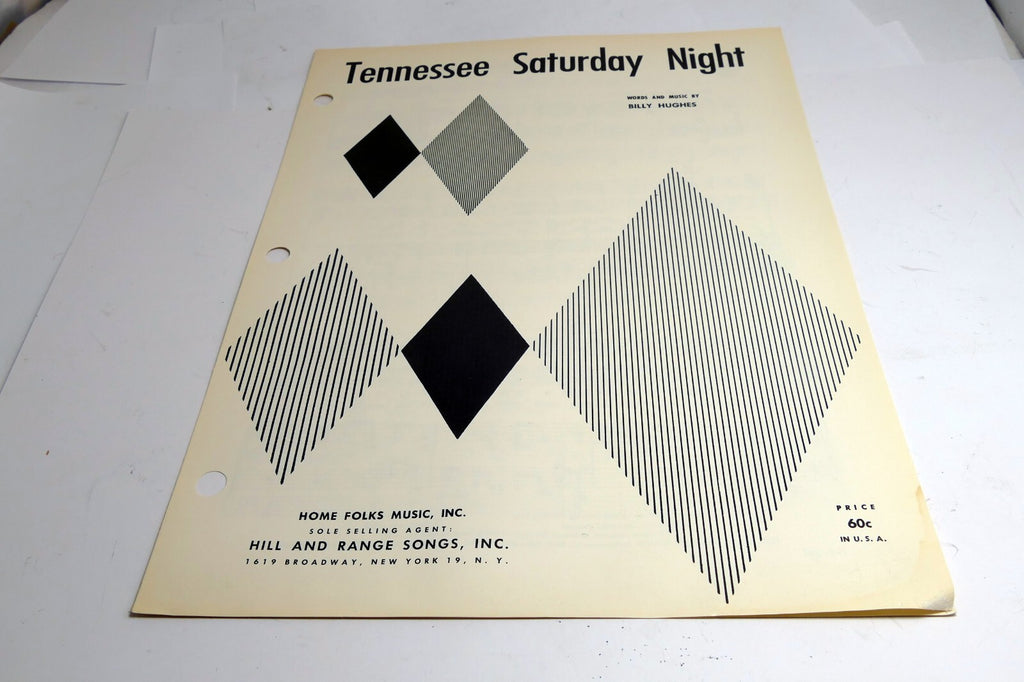 Tennessee Saturday Night
WORDS AND MUSIC BY
BILLY HUGHES
HOME FOLKS MUSIC, INC.
SOLE SELLING AGENT:
HILL AND RANGE SONGS, INC.
1619 BROADWAY, NEW YORK 19, N. Y.
PRICE
60c
IN U. S. A.